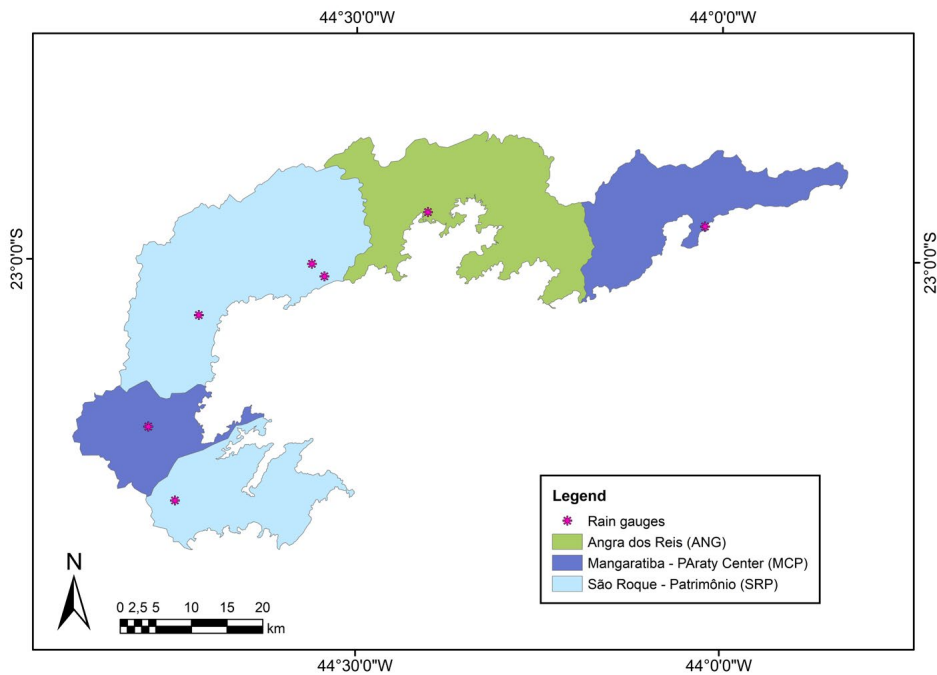 44°30'0"W 44°0'0"W
23°0'0"S 23°0'0"S
Legend
Rain gauges
Angra dos Reis (ANG)
Mangaratiba - PAraty Center (MCP)
São Roque - Patrimônio (SRP)
N
0 2,5 5 10 15 20
km
44°30'0"W 44°0'0"W